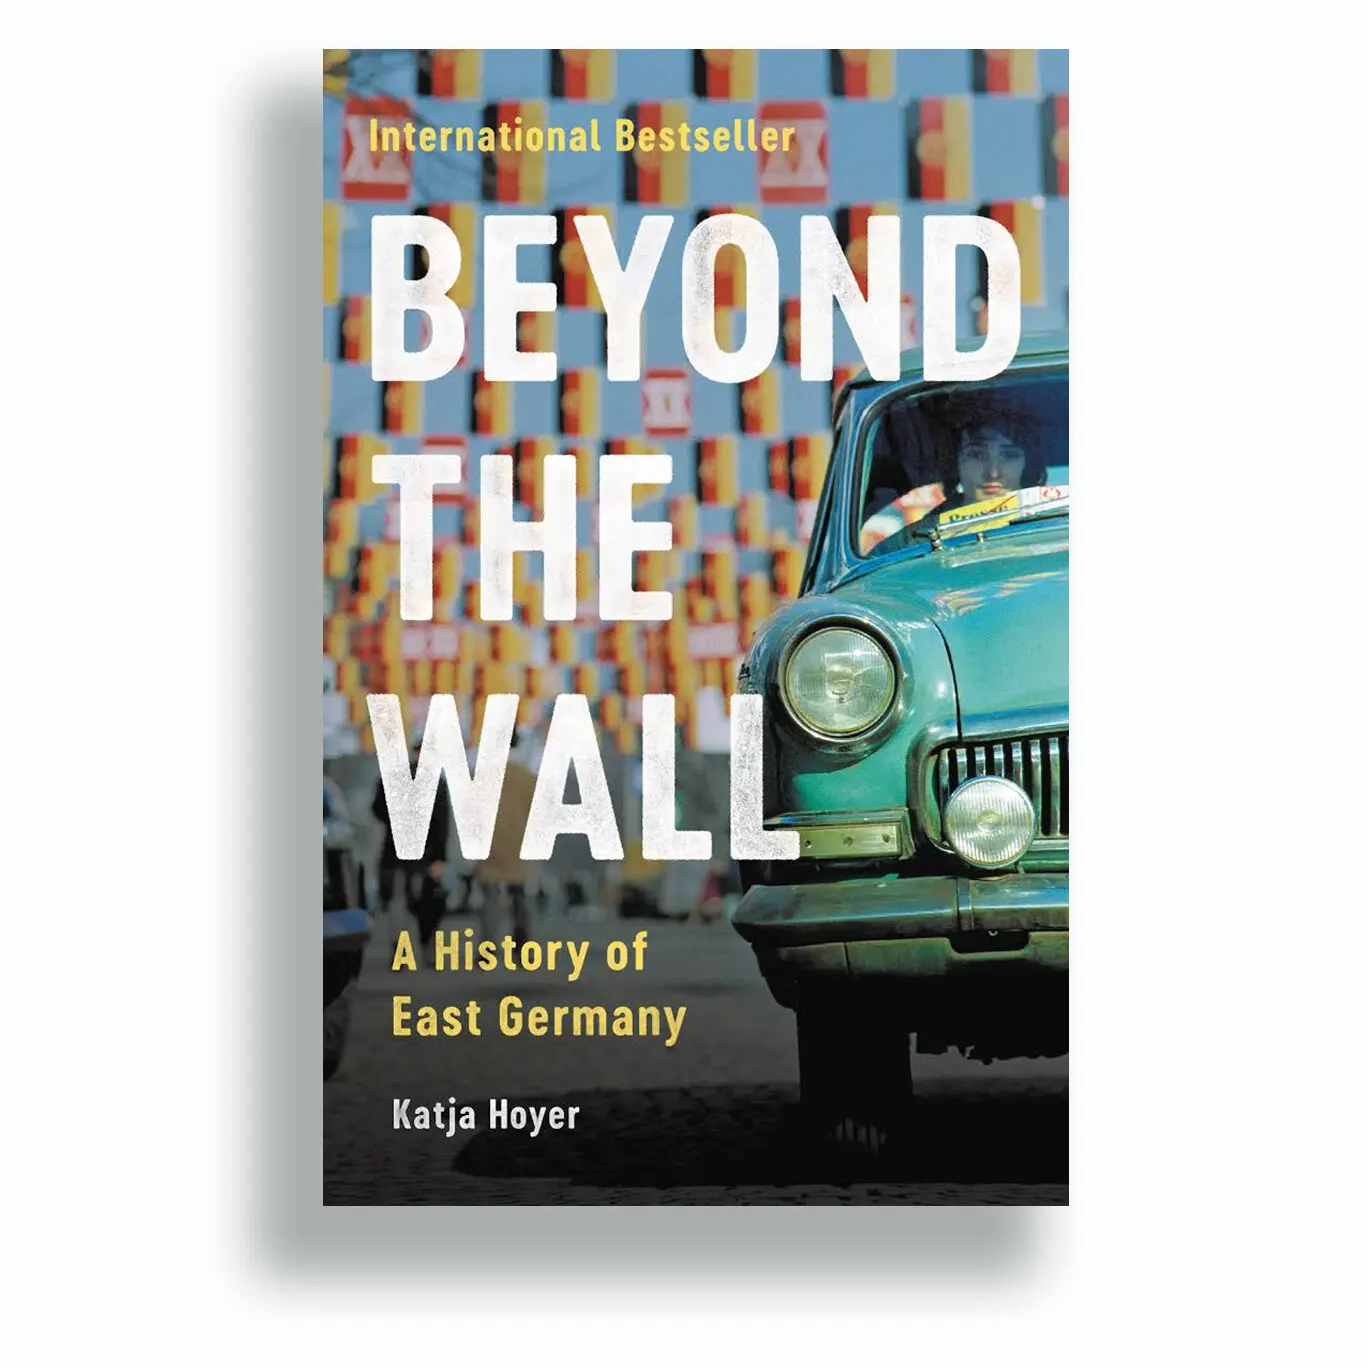 International Bestseller
BEYOND
THE
WALL
A History of
East Germany
Katja Hoyer